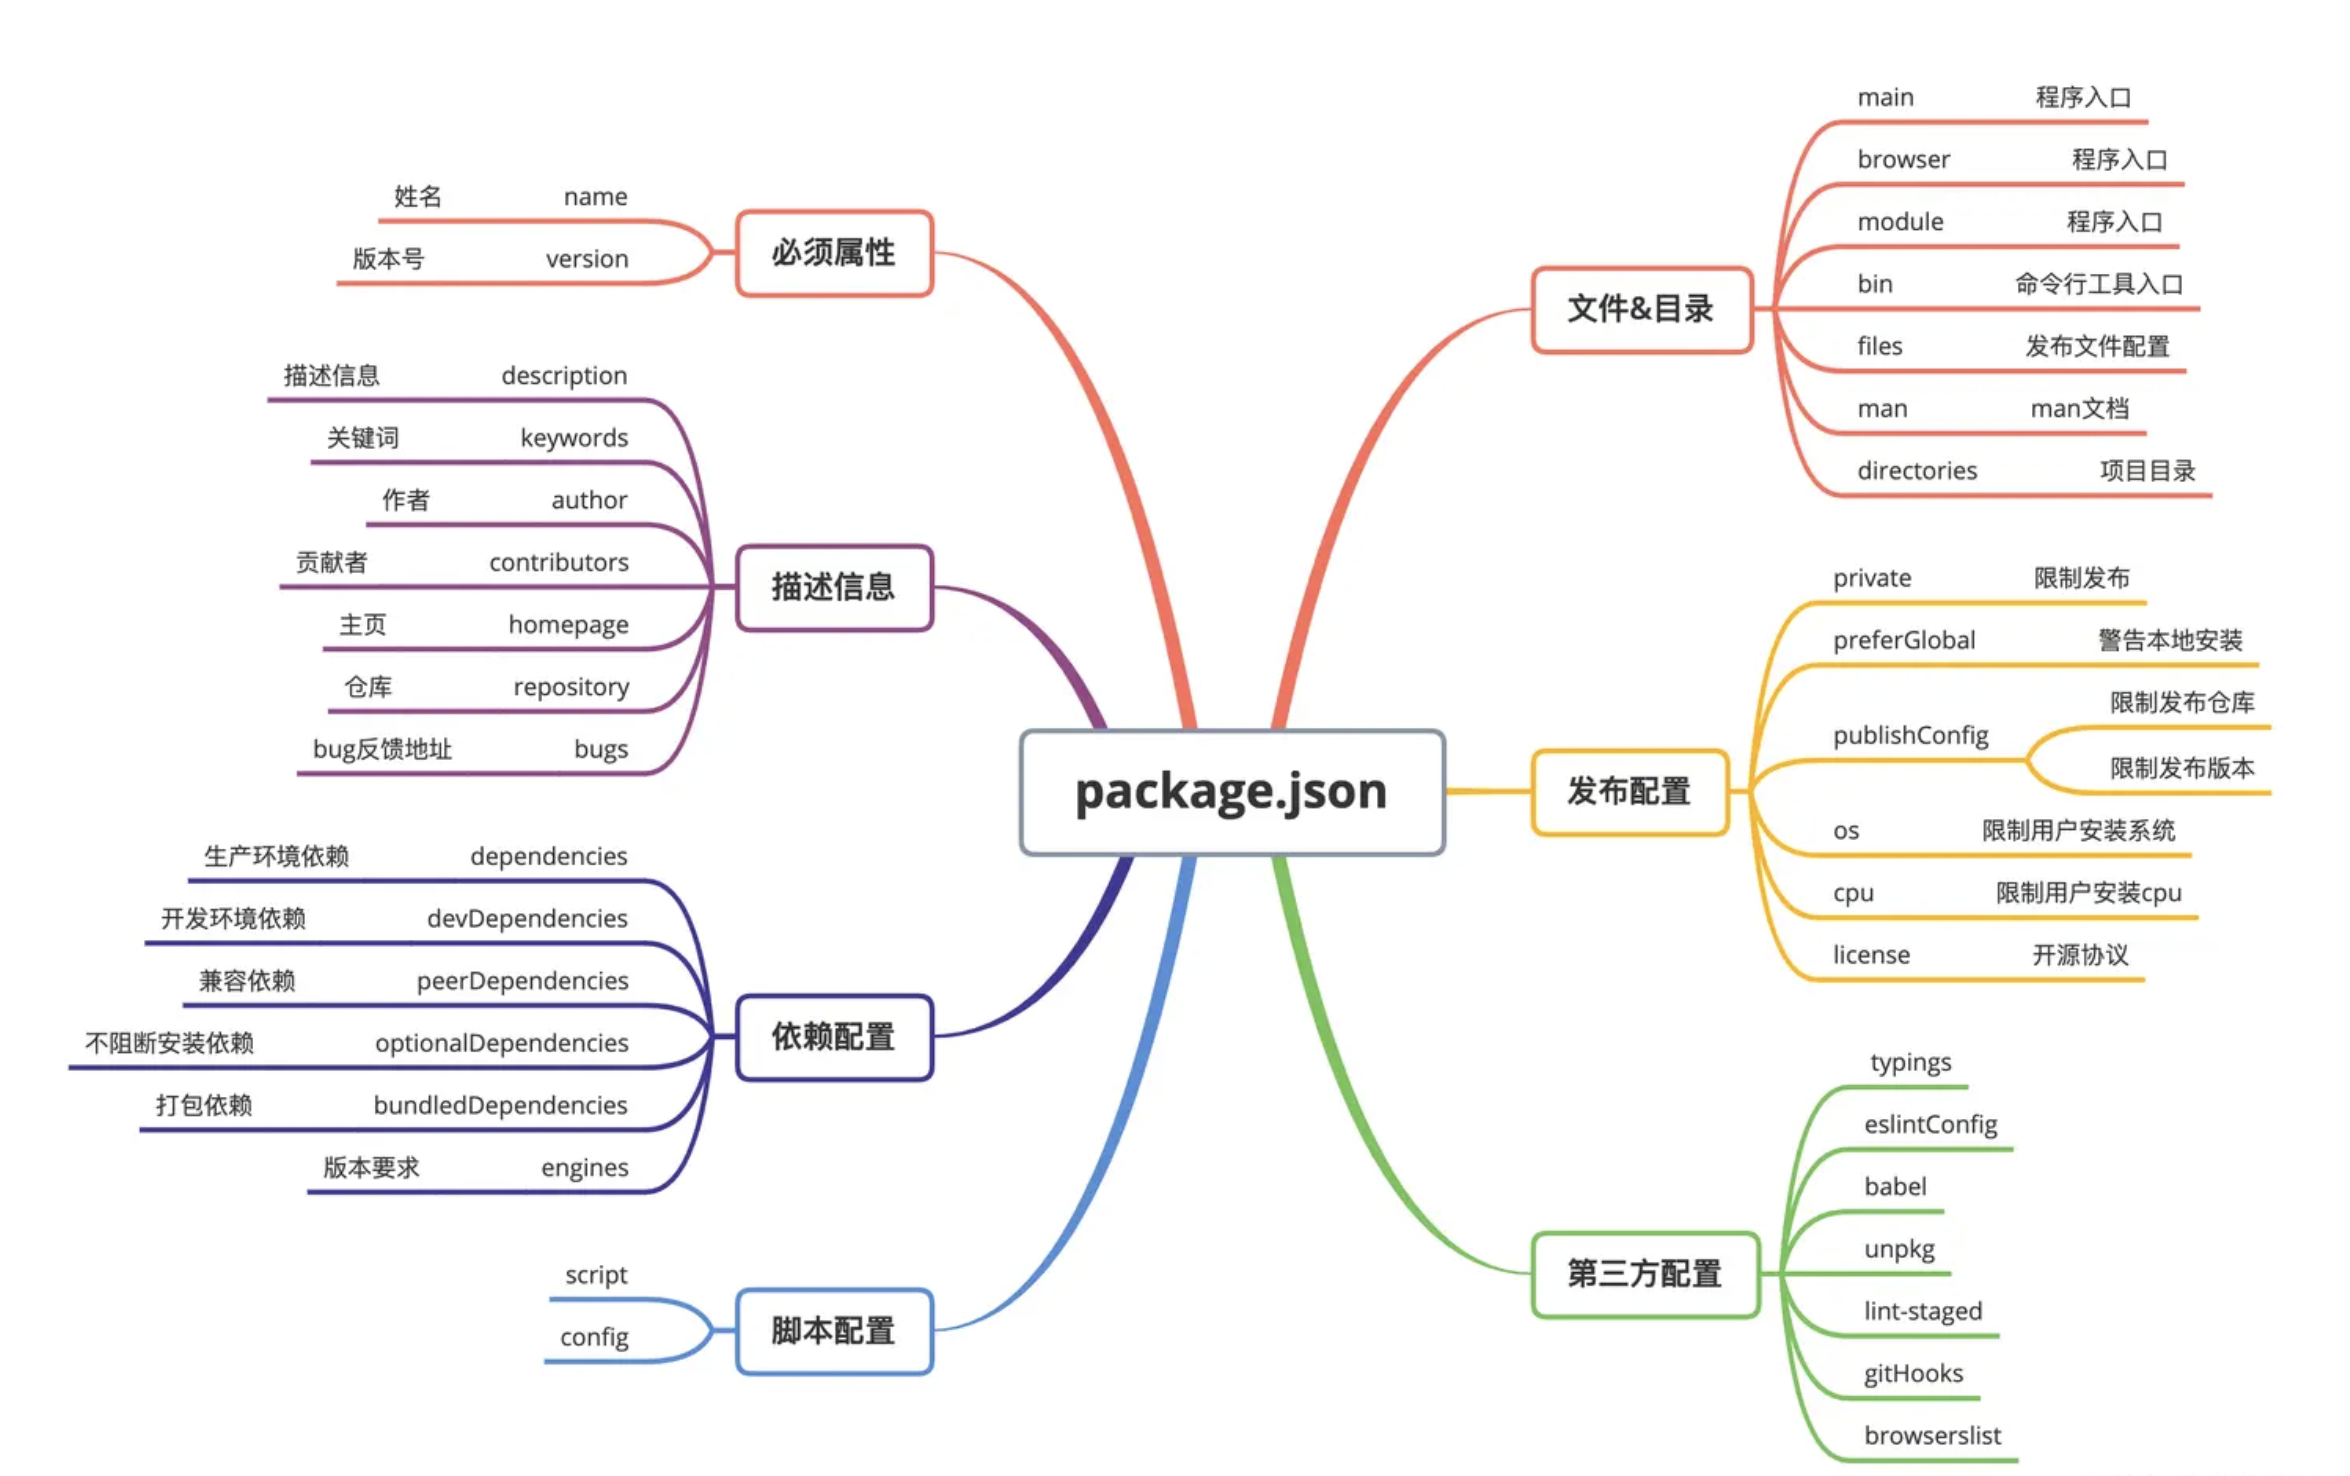 package.json
必须属性
name 姓名
version 版本号
描述信息
description 描述信息
keywords 关键词
author 作者
contributors 贡献者
homepage 主页
repository 仓库
bugs bug反馈地址
依赖配置
dependencies 生产环境依赖
devDependencies 开发环境依赖
peerDependencies 兼容依赖
optionalDependencies 不阻断安装依赖
bundledDependencies 打包依赖
engines 版本要求
脚本配置
script
config
文件&目录
main 程序入口
browser 程序入口
module 程序入口
bin 命令行工具入口
files 发布文件配置
man man文档
directories 项目目录
发布配置
private 限制发布
preferGlobal 警告本地安装
publishConfig
限制发布仓库
限制发布版本
os 限制用户安装系统
cpu 限制用户安装cpu
license 开源协议
第三方配置
typings
eslintConfig
babel
unpkg
lint-staged
gitHooks
browserslist